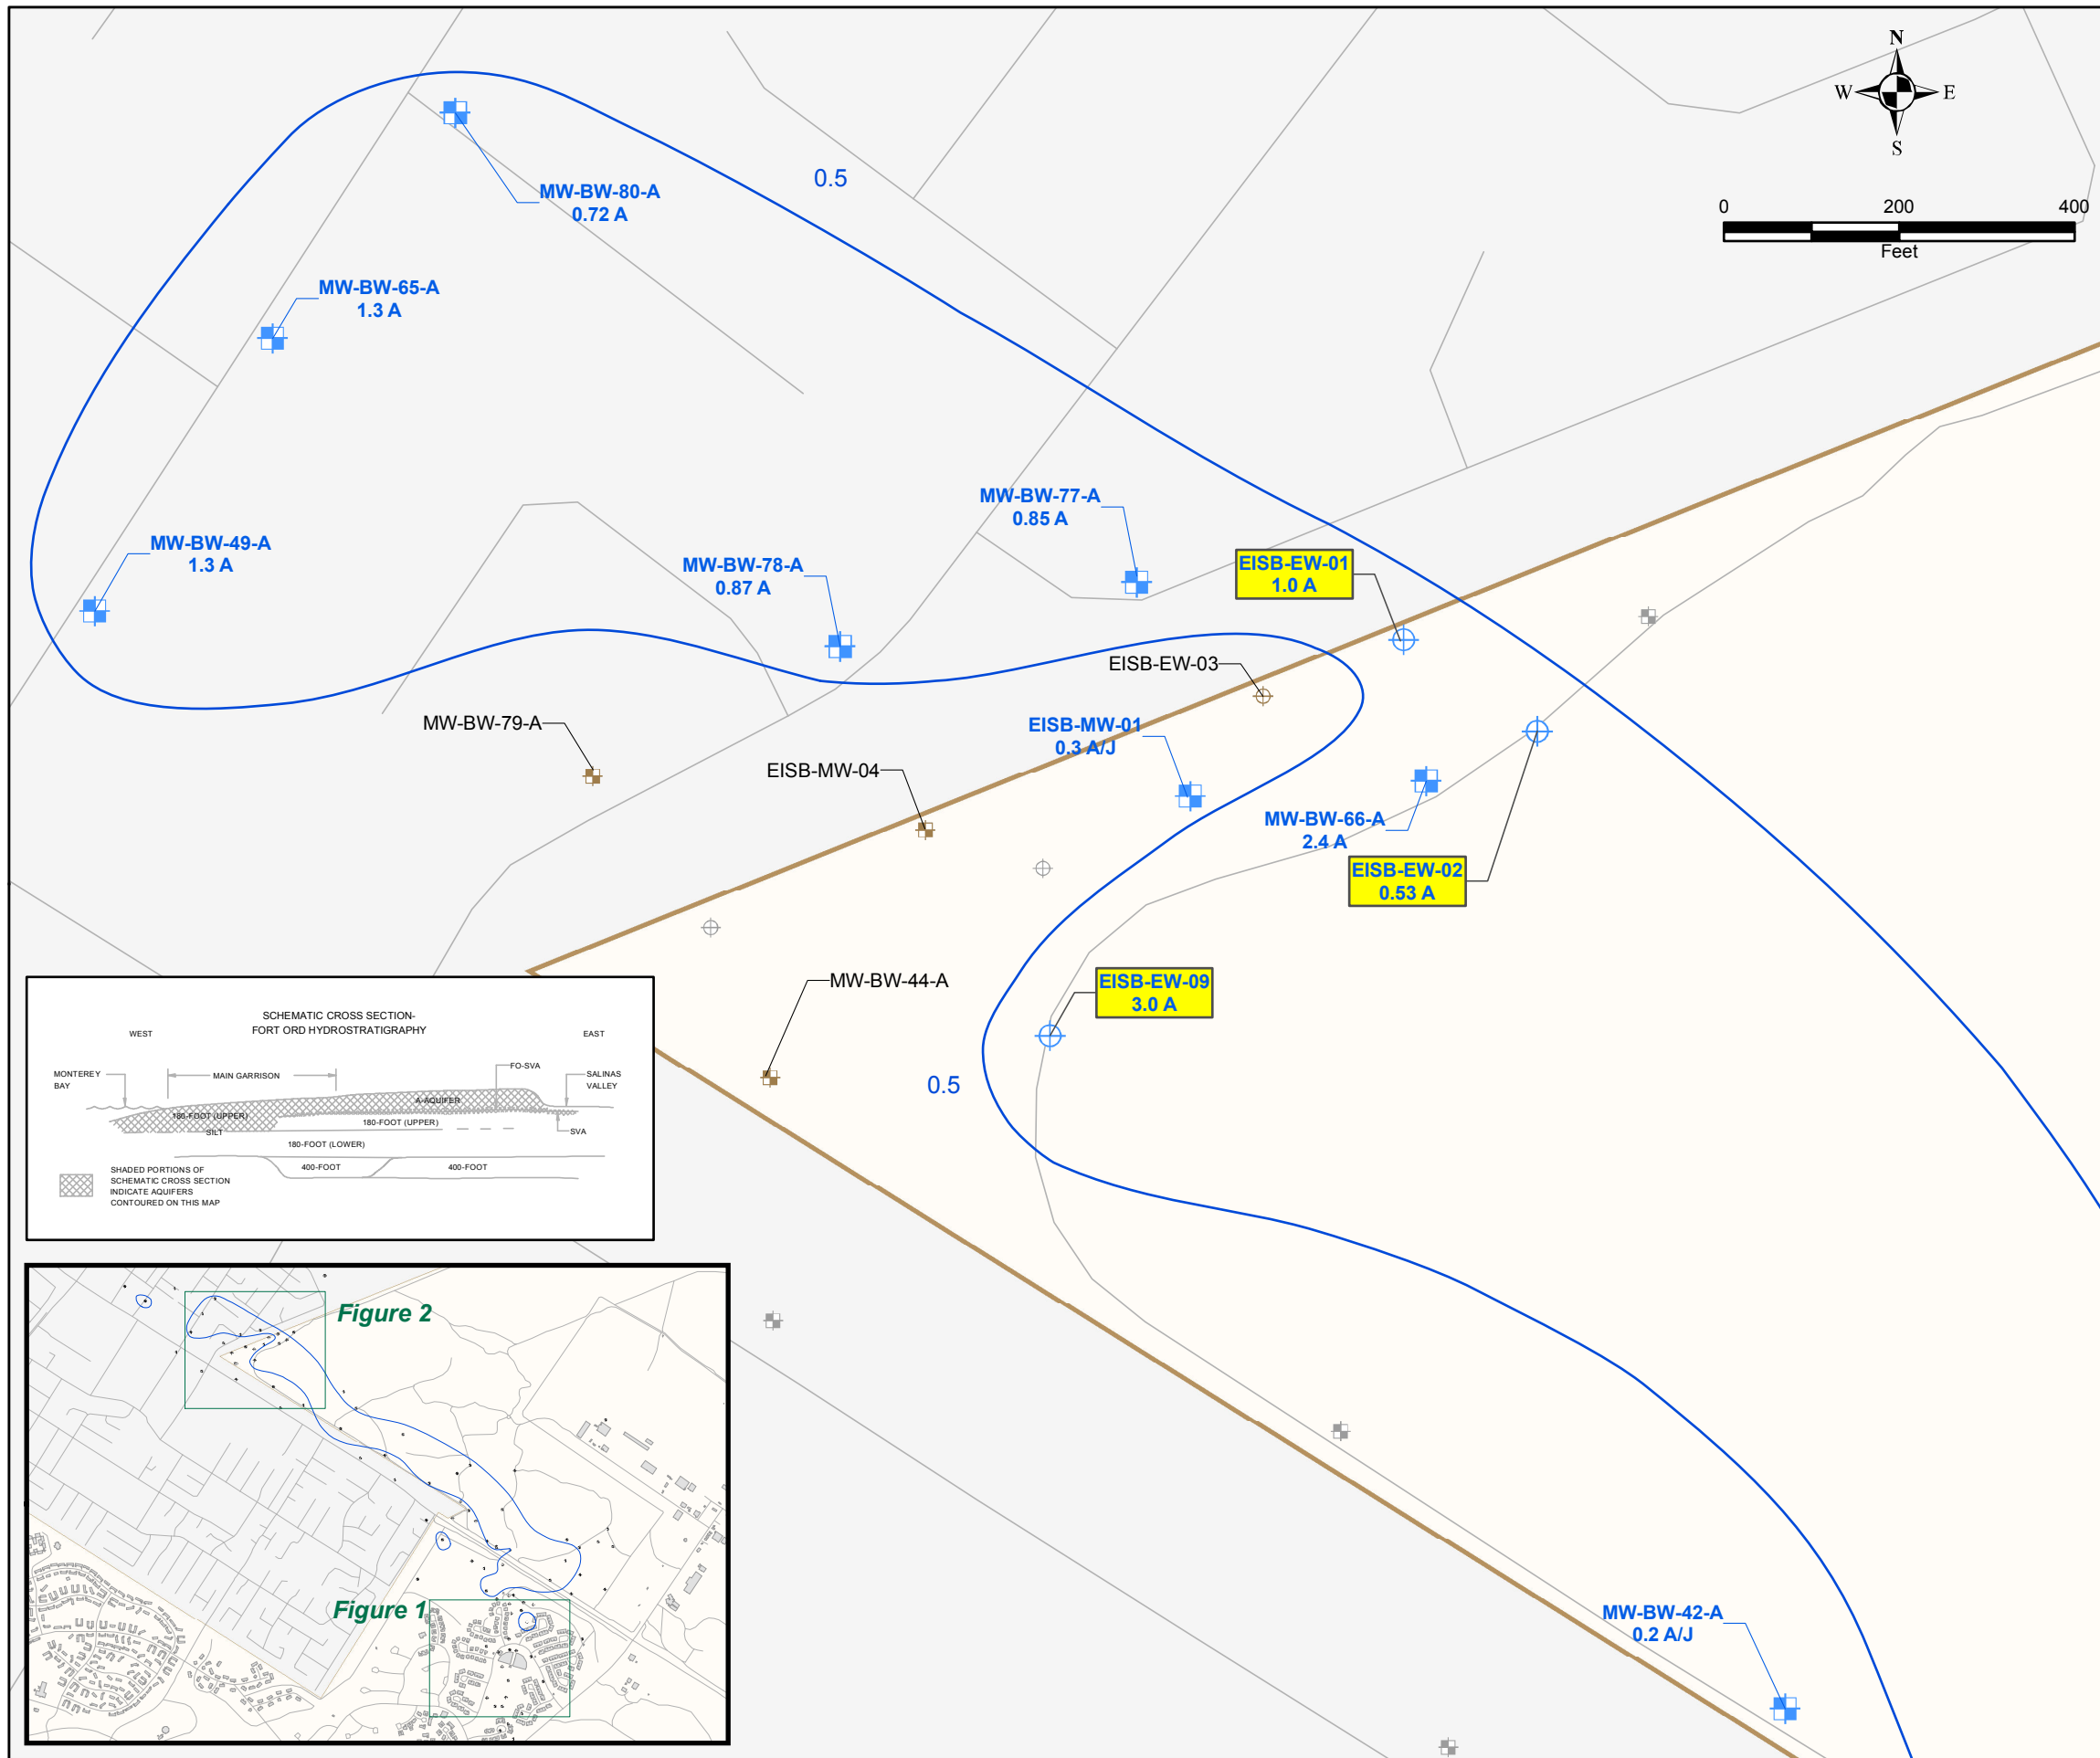 N
W E
S
0 200 400
Feet
0.5
MW-BW-80-A
0.72 A
MW-BW-65-A
1.3 A
MW-BW-49-A
1.3 A
MW-BW-77-A
0.85 A
MW-BW-78-A
0.87 A
EISB-EW-01
1.0 A
EISB-EW-03
MW-BW-79-A
EISB-MW-01
0.3 A/J
EISB-MW-04
MW-BW-66-A
2.4 A
EISB-EW-02
0.53 A
MW-BW-44-A
EISB-EW-09
3.0 A
0.5
MW-BW-42-A
0.2 A/J
SCHEMATIC CROSS SECTION-
FORT ORD HYDROSTRATIGRAPHY
WEST
EAST
MONTEREY
BAY
MAIN GARRISON
FO-SVA
SALINAS
VALLEY
A-AQUIFER
180-FOOT (UPPER)
180-FOOT (UPPER)
SILT
SVA
180-FOOT (LOWER)
400-FOOT
400-FOOT
SHADED PORTIONS OF
SCHEMATIC CROSS SECTION
INDICATE AQUIFERS
CONTOURED ON THIS MAP
Figure 2
Figure 1